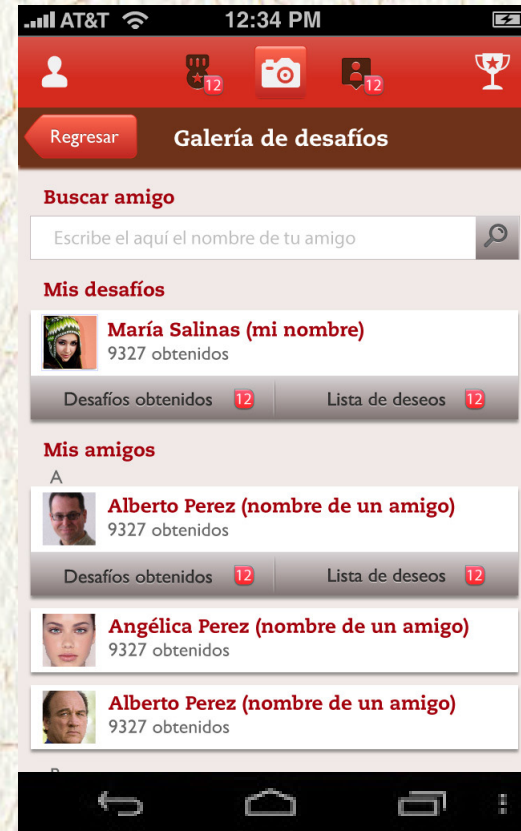 AT&T 12:34 PM
12 12
Regresar Galería de desafíos
Buscar amigo
Escribe el aquí el nombre de tu amigo
Mis desafíos
María Salinas (mi nombre)
9327 obtenidos
Desafíos obtenidos 12 Lista de deseos 12
Mis amigos
A
Alberto Perez (nombre de un amigo)
9327 obtenidos
Desafíos obtenidos 12 Lista de deseos 12
Angélica Perez (nombre de un amigo)
9327 obtenidos
Alberto Perez (nombre de un amigo)
9327 obtenidos